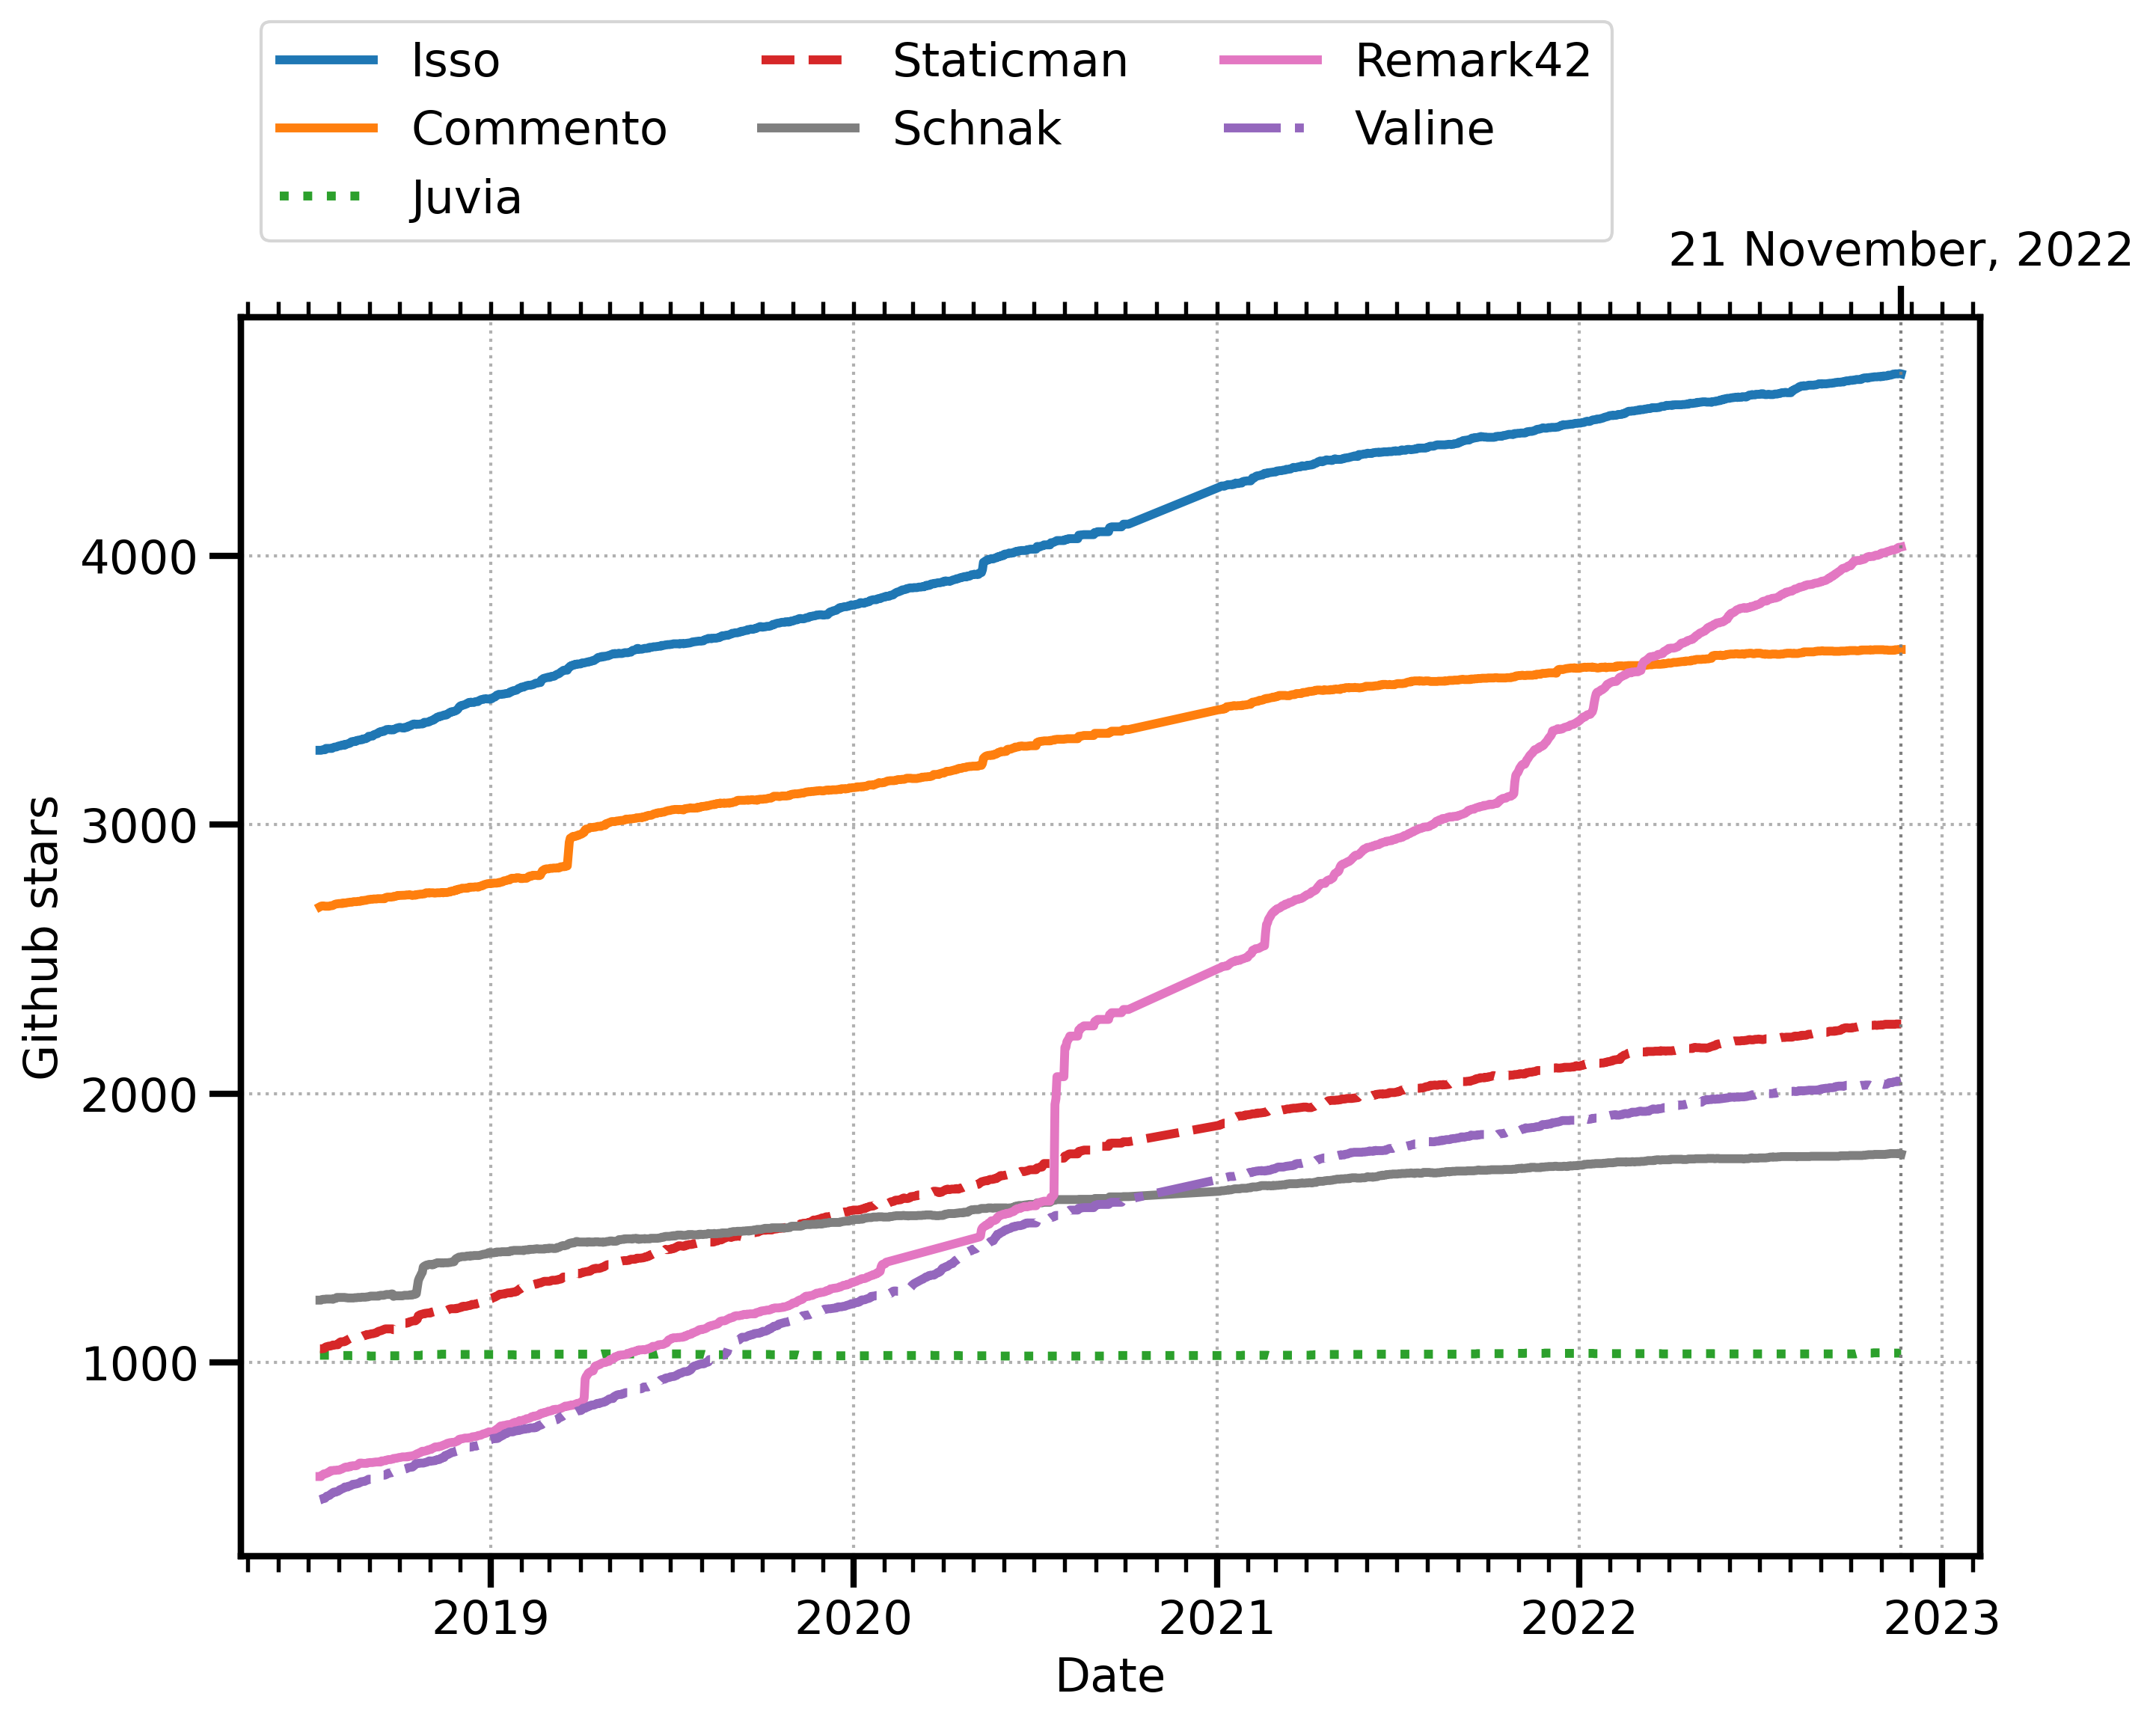 Isso
Staticman
Remark42
Commento
Schnak
Valine
Juvia
21 November, 2022
4000
3000
2000
1000
Github stars
2019
2020
2021
2022
2023
Date